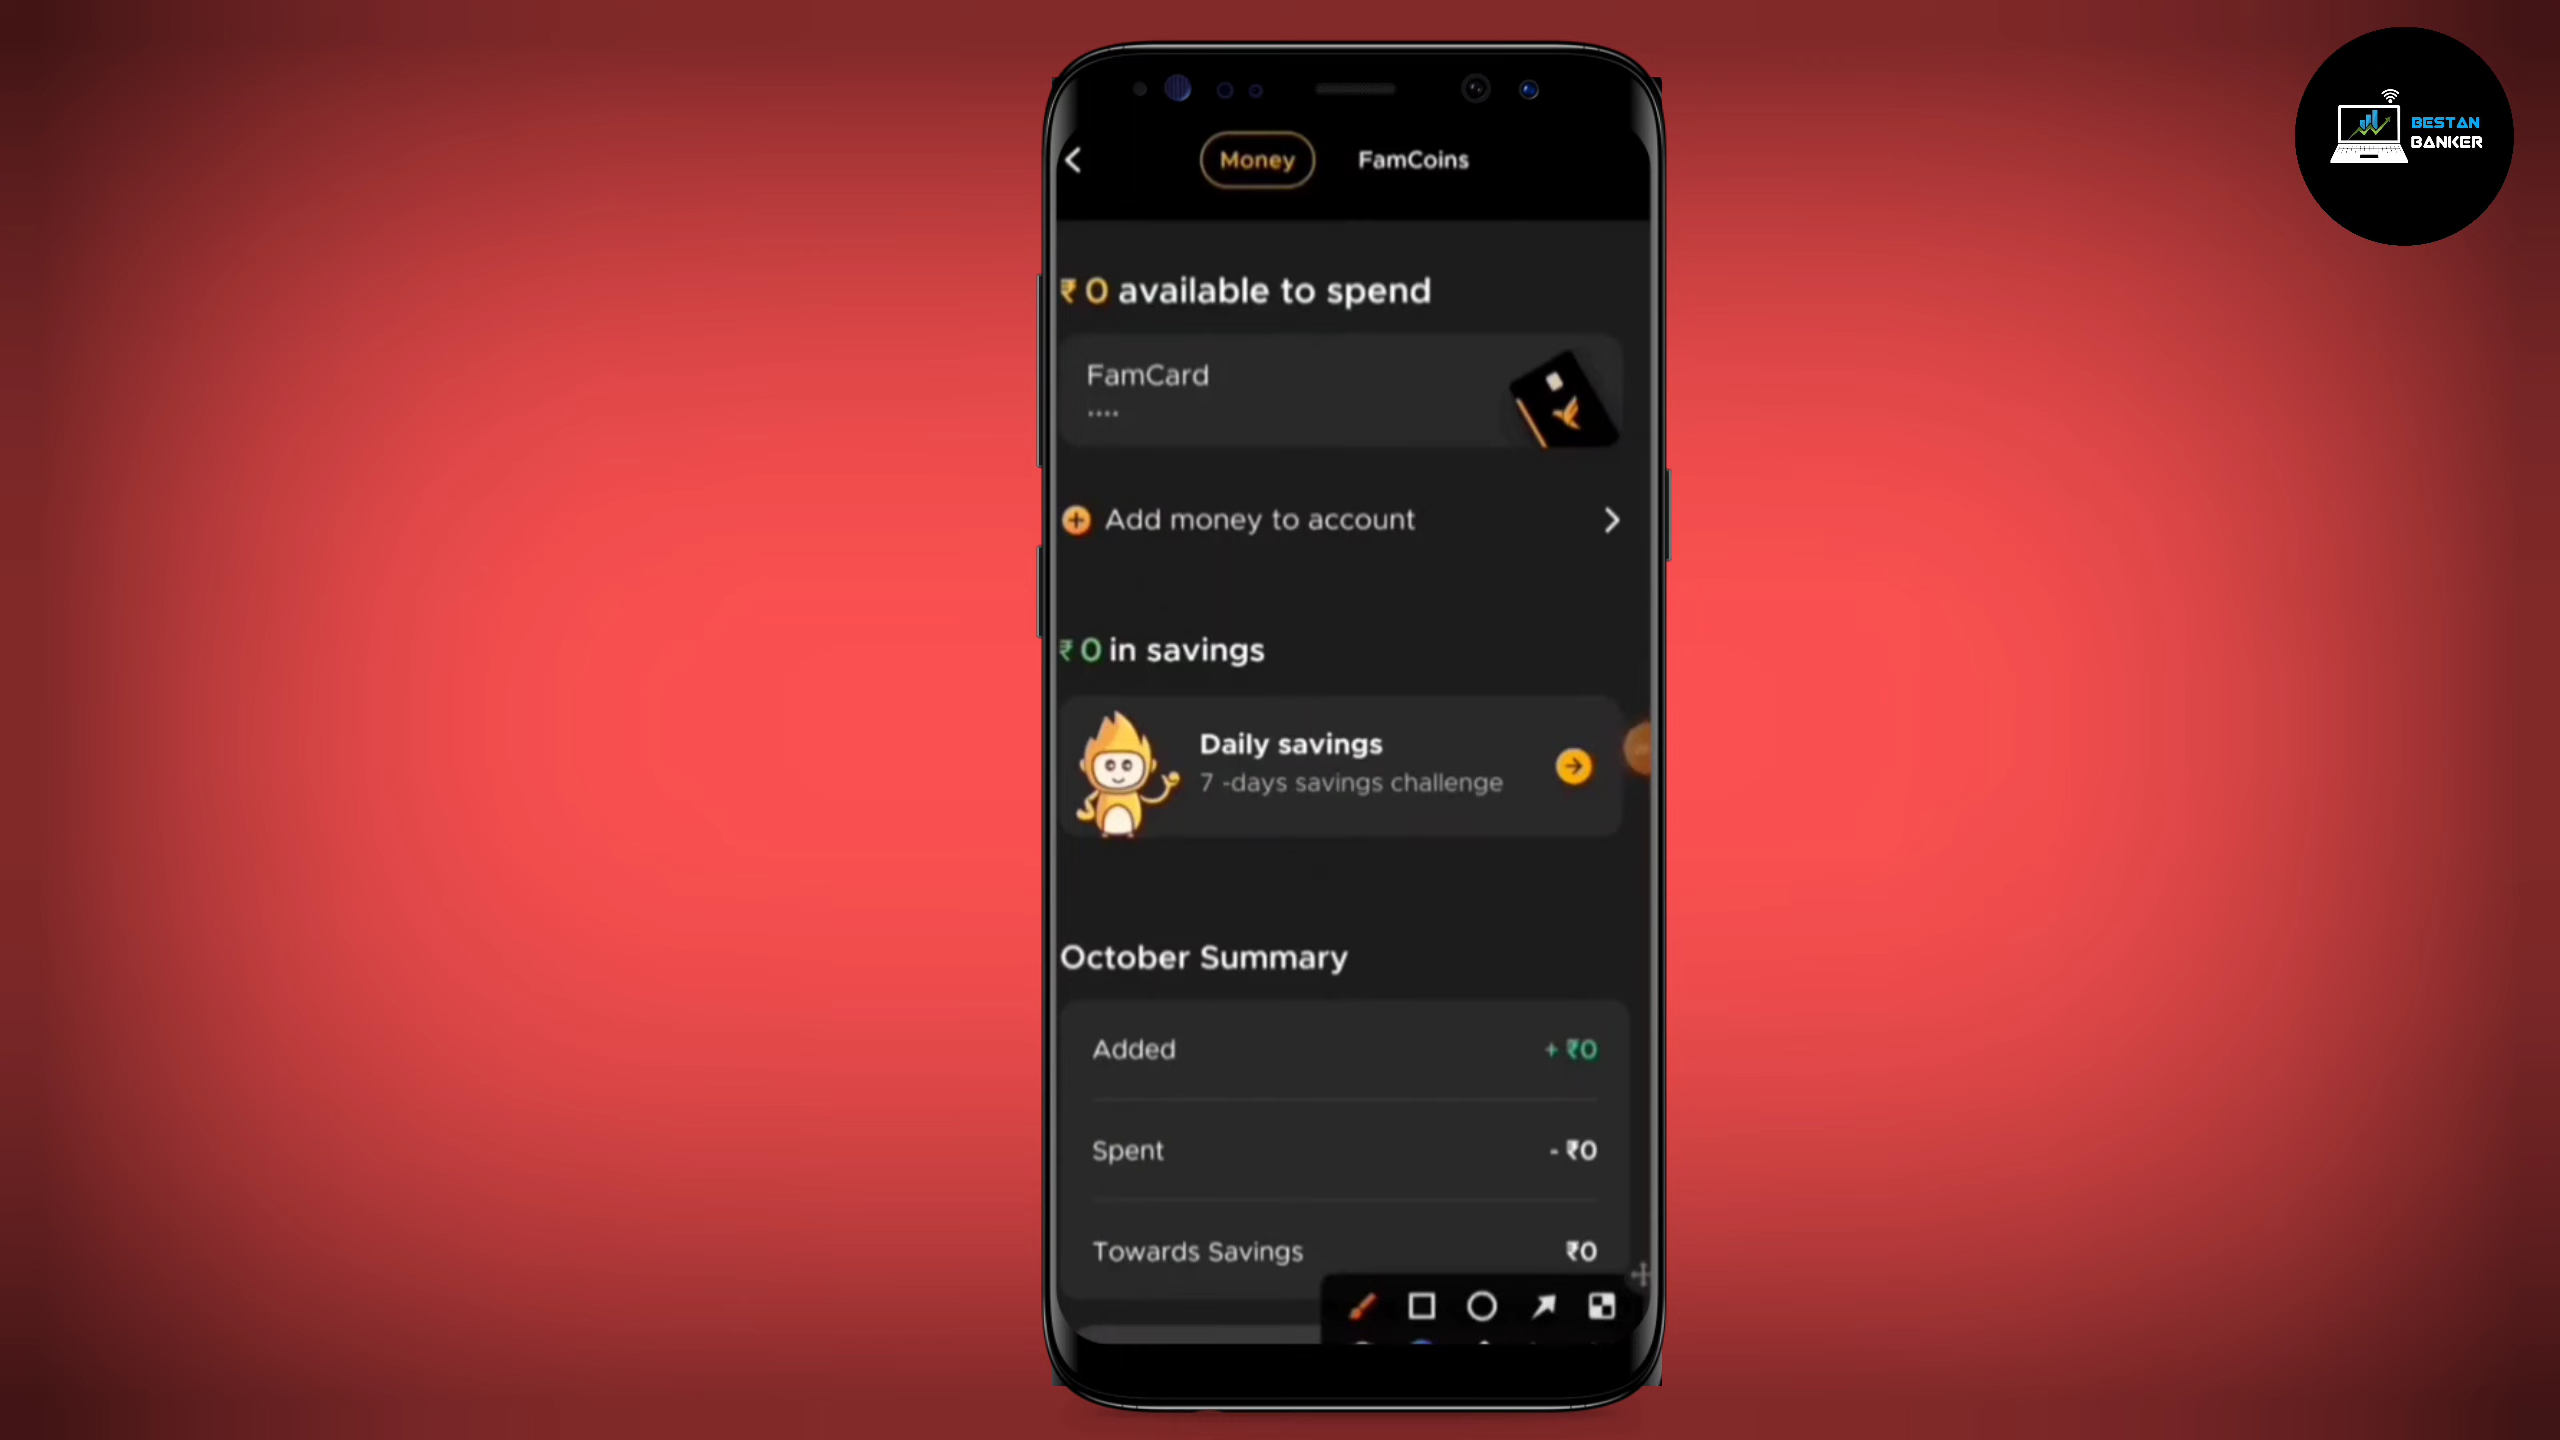 BESTAN
BANKER
Money
FamCoins
₹ 0 available to spend
FamCard
....
Add money to account
₹ 0 in savings
Daily savings
7 -days savings challenge
October Summary
Added
+ ₹0
Spent
- ₹0
Towards Savings
₹0